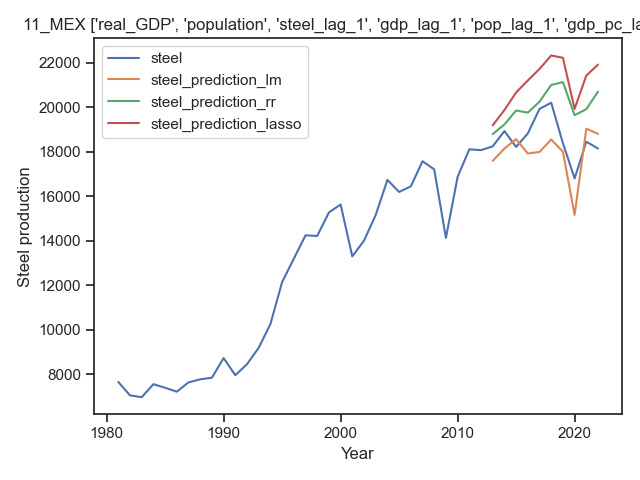 11_MEX ['real_GDP', 'population', 'steel_lag_1', 'gdp_lag_1', 'pop_lag_1', 'gdp_pc_la
steel
steel_prediction_lm
steel_prediction_rr
steel_prediction_lasso
Steel production
22000
20000
18000
16000
14000
12000
10000
8000
1980
1990
2000
2010
2020
Year